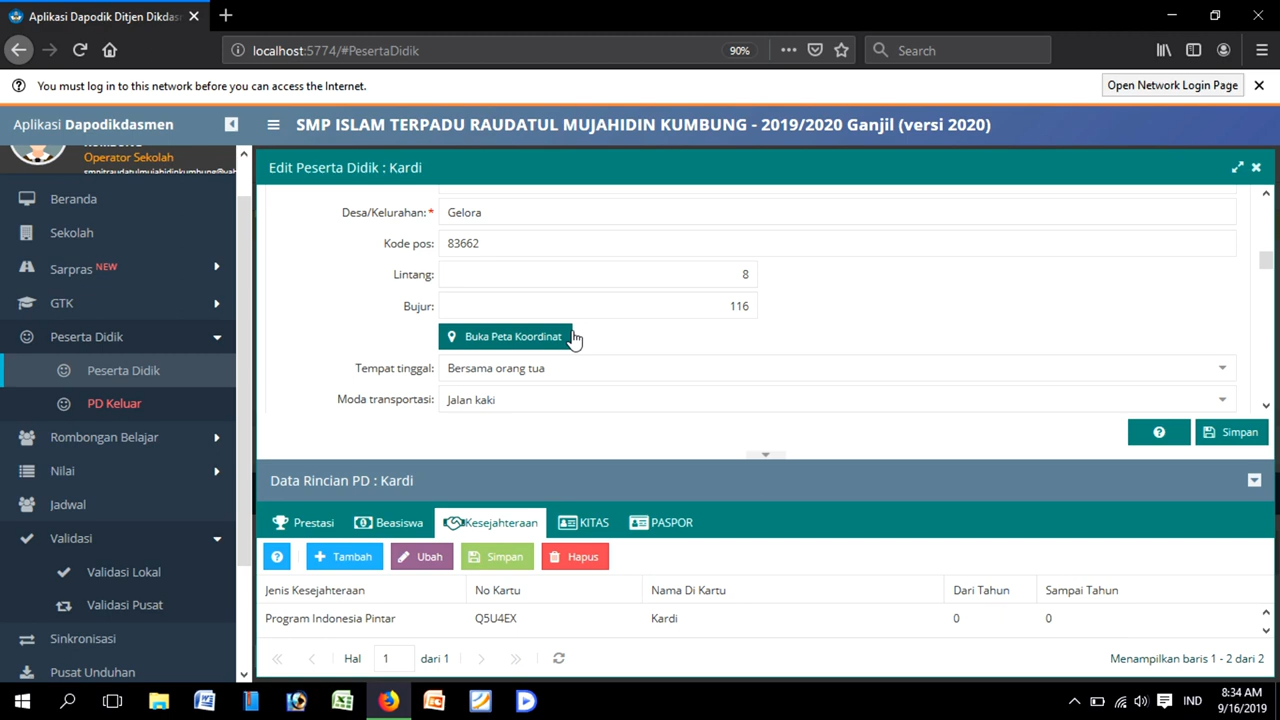 Aplikasi Dapodik Ditjen Dikdas
localhost:5774/#PesertaDidik
90%
Search
You must log in to this network before you can access the Internet.
Open Network Login Page
Aplikasi Dapodikdasmen
SMP ISLAM TERPADU RAUDATUL MUJAHIDIN KUMBUNG - 2019/2020 Ganjil (versi 2020)
Operator Sekolah
Beranda
Sekolah
Sarpras NEW
GTK
Peserta Didik
Peserta Didik
PD Keluar
Rombongan Belajar
Nilai
Jadwal
Validasi
Validasi Lokal
Validasi Pusat
Sinkronisasi
Pusat Unduhan
Edit Peserta Didik : Kardi
Desa/Kelurahan: * Gelora
Kode pos: 83662
Lintang: 8
Bujur: 116
Buka Peta Koordinat
Tempat tinggal: Bersama orang tua
Moda transportasi: Jalan kaki
Simpan
Data Rincian PD : Kardi
Prestasi Beasiswa Kesejahteraan KITAS PASPOR
Tambah Ubah Simpan Hapus
Jenis Kesejahteraan No Kartu Nama Di Kartu Dari Tahun Sampai Tahun
Program Indonesia Pintar Q5U4EX Kardi 0 0
Hal 1 dari 1 Menampilkan baris 1 - 2 dari 2
IND
8:34 AM
9/16/2019